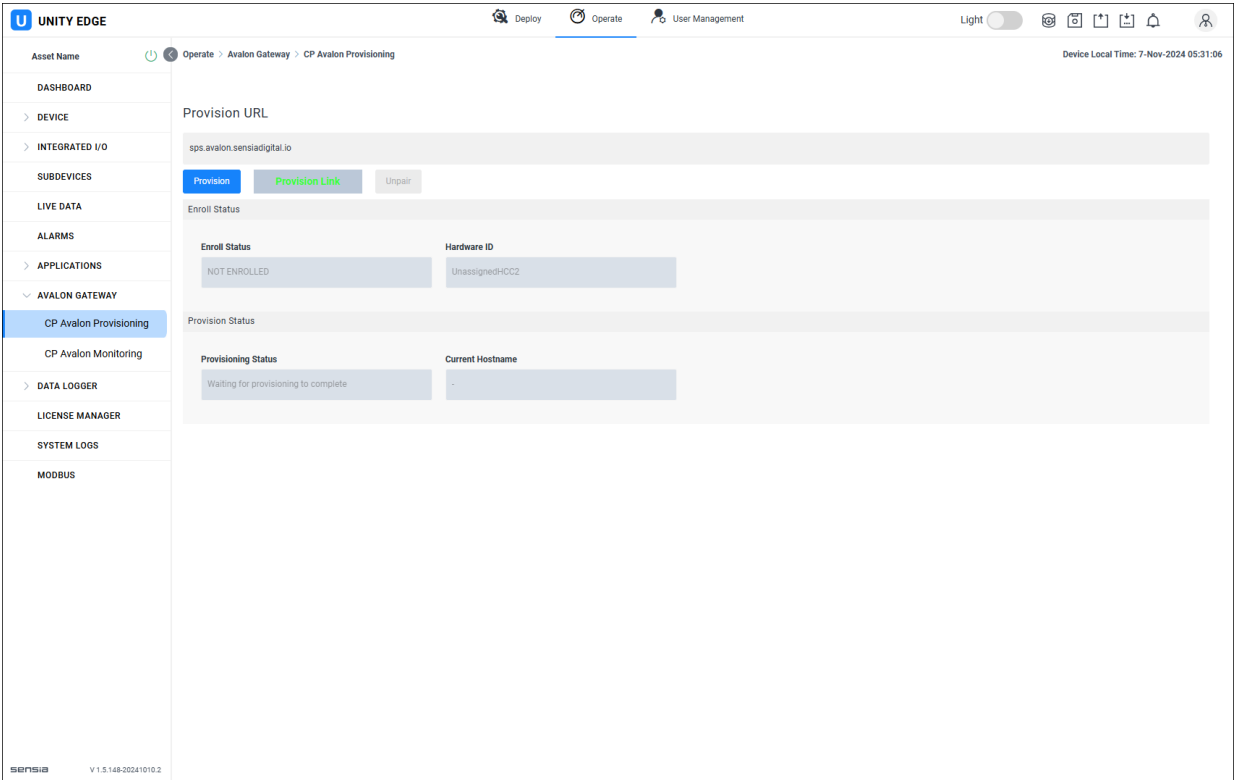 U UNITY EDGE
Deploy
Operate
User Management
Light
Asset Name
Operate > Avalon Gateway > CP Avalon Provisioning
Device Local Time: 7-Nov-2024 05:31:06
DASHBOARD
DEVICE
INTEGRATED I/O
SUBDEVICES
LIVE DATA
ALARMS
APPLICATIONS
AVALON GATEWAY
CP Avalon Provisioning
CP Avalon Monitoring
DATA LOGGER
LICENSE MANAGER
SYSTEM LOGS
MODBUS
Provision URL
sps.avalon.sensiadigital.io
Provision
Provision Link
Unpair
Enroll Status
Enroll Status
Hardware ID
NOT ENROLLED
UnassignedHCC2
Provision Status
Provisioning Status
Current Hostname
Waiting for provisioning to complete
-
sensia
V 1.5.148-20241010.2